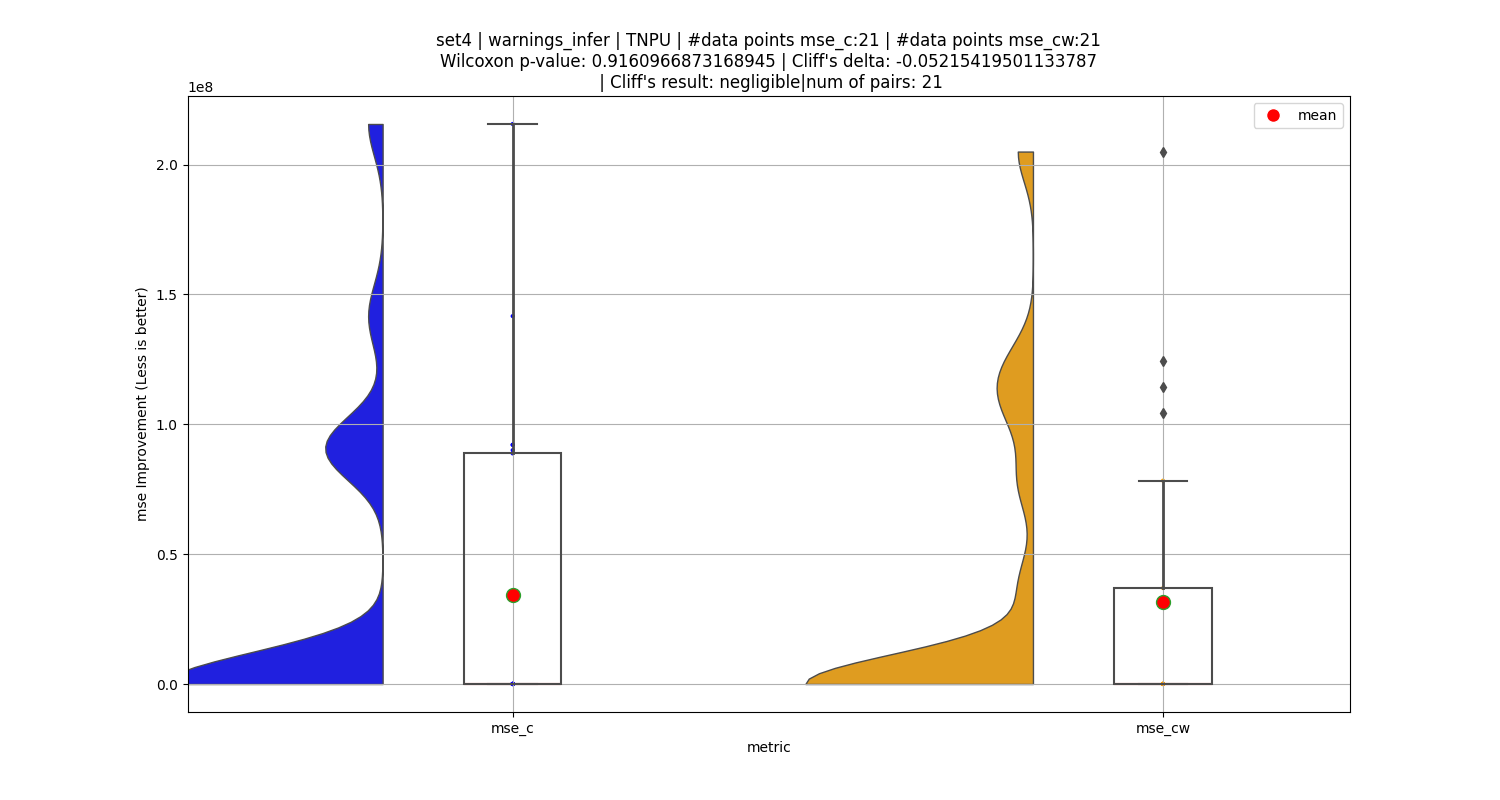 set4 | warnings_infer | TNPU | #data points mse_c:21 | #data points mse_cw:21
Wilcoxon p-value: 0.9160966873168945 | Cliff's delta: -0.05215419501133787
| Cliff's result: negligible|num of pairs: 21
1e8
mean
2.0
1.5
1.0
0.5
0.0
mse Improvement (Less is better)
mse_c
mse_cw
metric